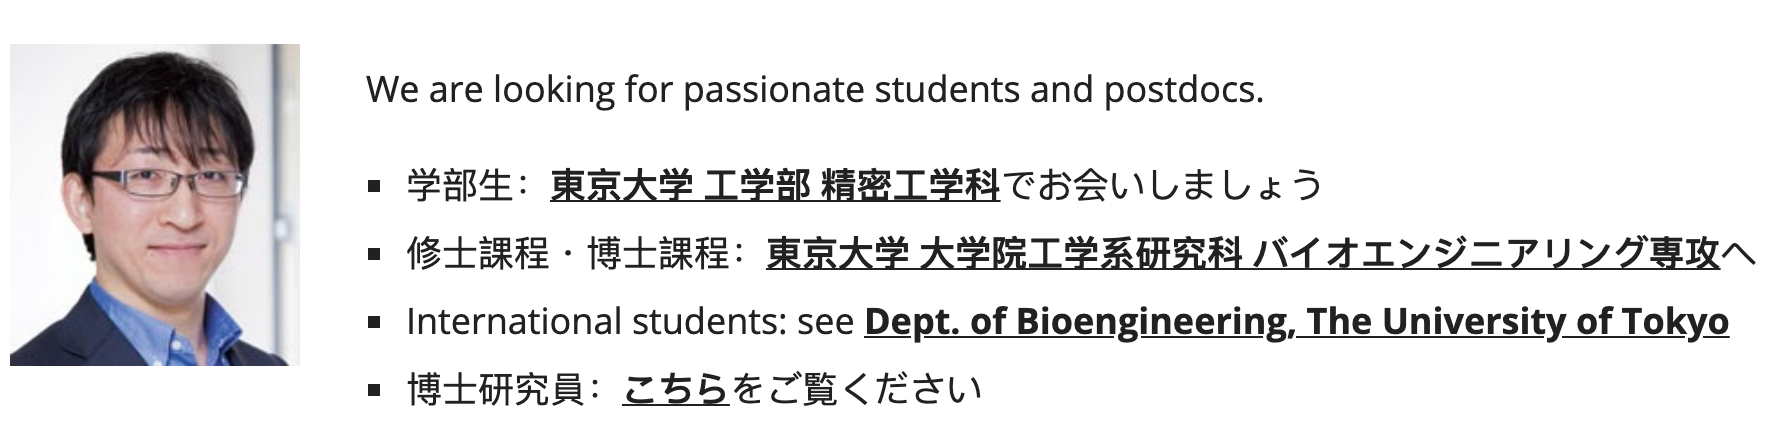 We are looking for passionate students and postdocs.
▪ 学部生：東京大学 工学部 精密工学科でお会いしましょう
▪ 修士課程・博士課程：東京大学 大学院工学系研究科 バイオエンジニアリング専攻へ
▪ International students: see Dept. of Bioengineering, The University of Tokyo
▪ 博士研究員：こちらをご覧ください